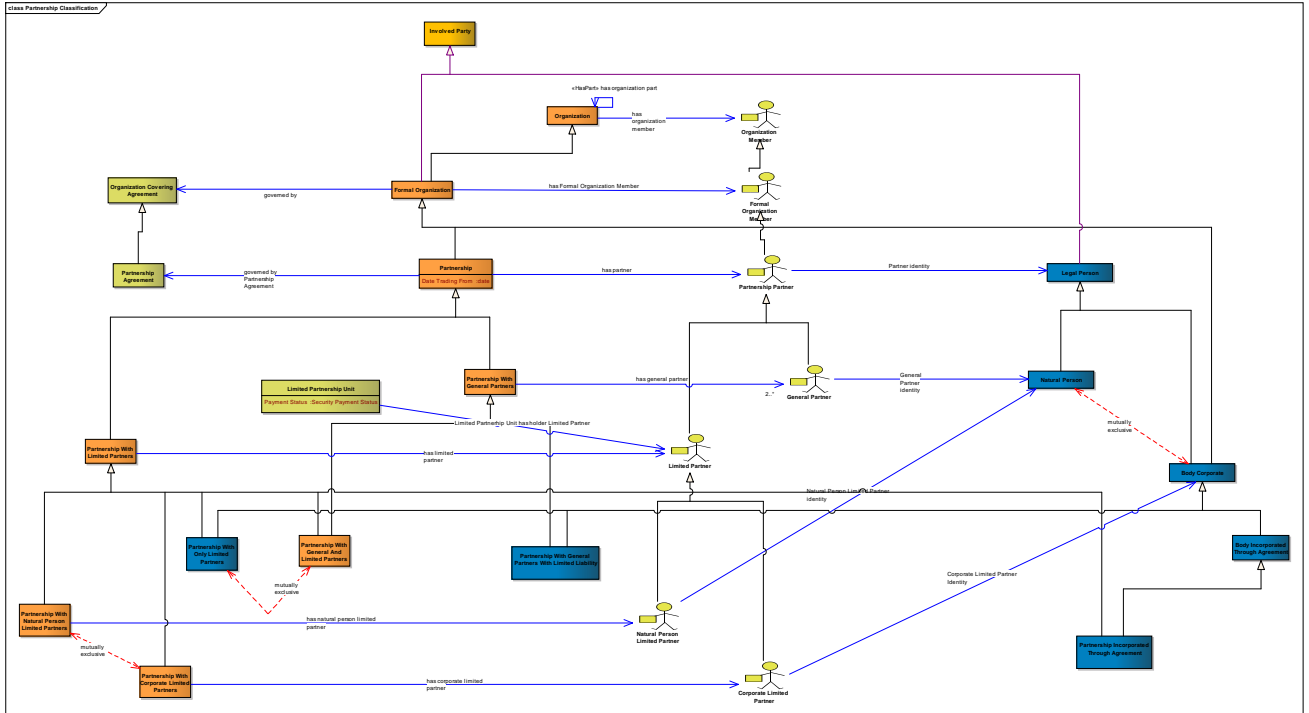 class Partnership Classification
Involved Party
«HasPart» has organization part
Organization
has
organization
member
Organization
Member
Organization Covering
Agreement
governed by
Formal Organization
has Formal Organization Member
Formal
Organization
Member
Partnership
Agreement
governed by
Partnership
Agreement
Partnership
Date Trading From :date
has partner
Partnership Partner
Partner identity
Legal Person
Limited Partnership Unit
Payment Status :Security Payment Status
Partnership With
General Partners
has general partner
2..*
General Partner
General
Partner
identity
Natural Person
mutually
exclusive
Limited Partnerhip Unit has holder Limited Partner
Partnership With
Limited Partners
has limited
partner
Limited Partner
Body Corporate
Natural Person Limited Partner
identity
Partnership With
Only Limited
Partners
Partnership With
General And
Limited Partners
mutually
exclusive
Partnership With General
Partners With Limited Liability
Body Incorporated
Through Agreement
Corporate Limited Partner
Identity
Partnership With
Natural Person
Limited Partners
has natural person limited
partner
Natural Person
Limited Partner
mutually
exclusive
Partnership Incorporated
Through Agreement
Partnership With
Corporate Limited
Partners
has corporate limited
partner
Corporate Limited
Partner